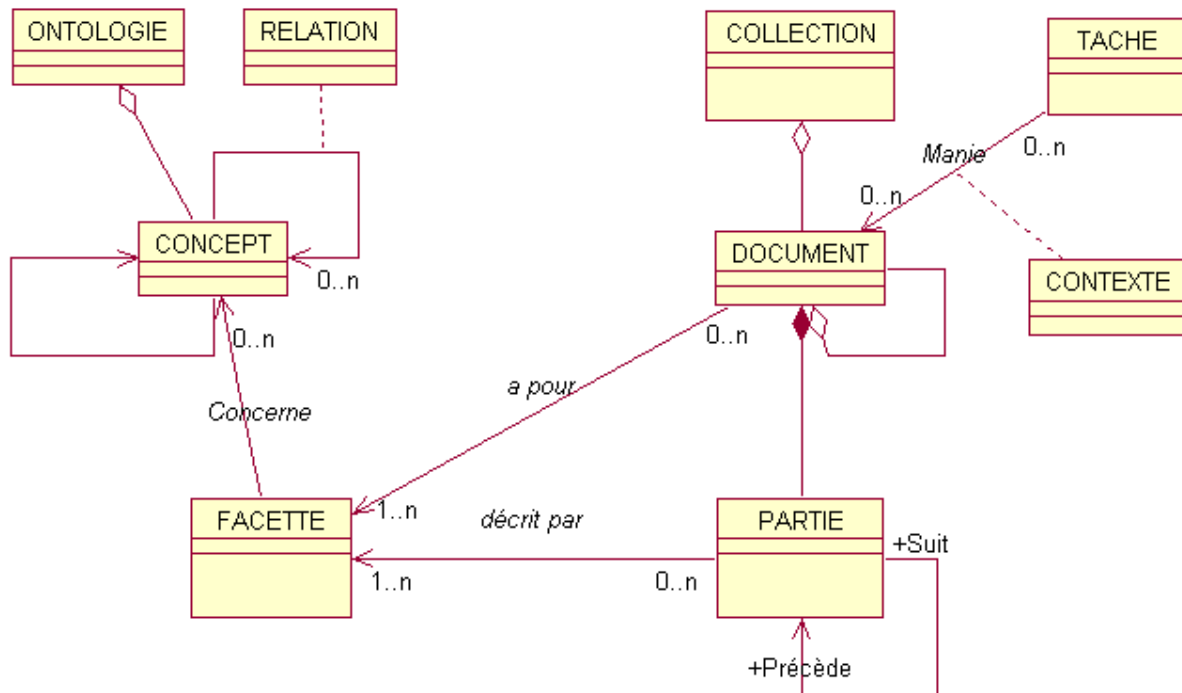 ONTOLOGIE
RELATION
COLLECTION
TACHE
Manie
0..n
0..n
CONCEPT
0..n
DOCUMENT
CONTEXTE
0..n
0..n
a pour
Concerne
FACETTE
1..n
décrit par
PARTIE
+Suit
1..n
0..n
+Précède